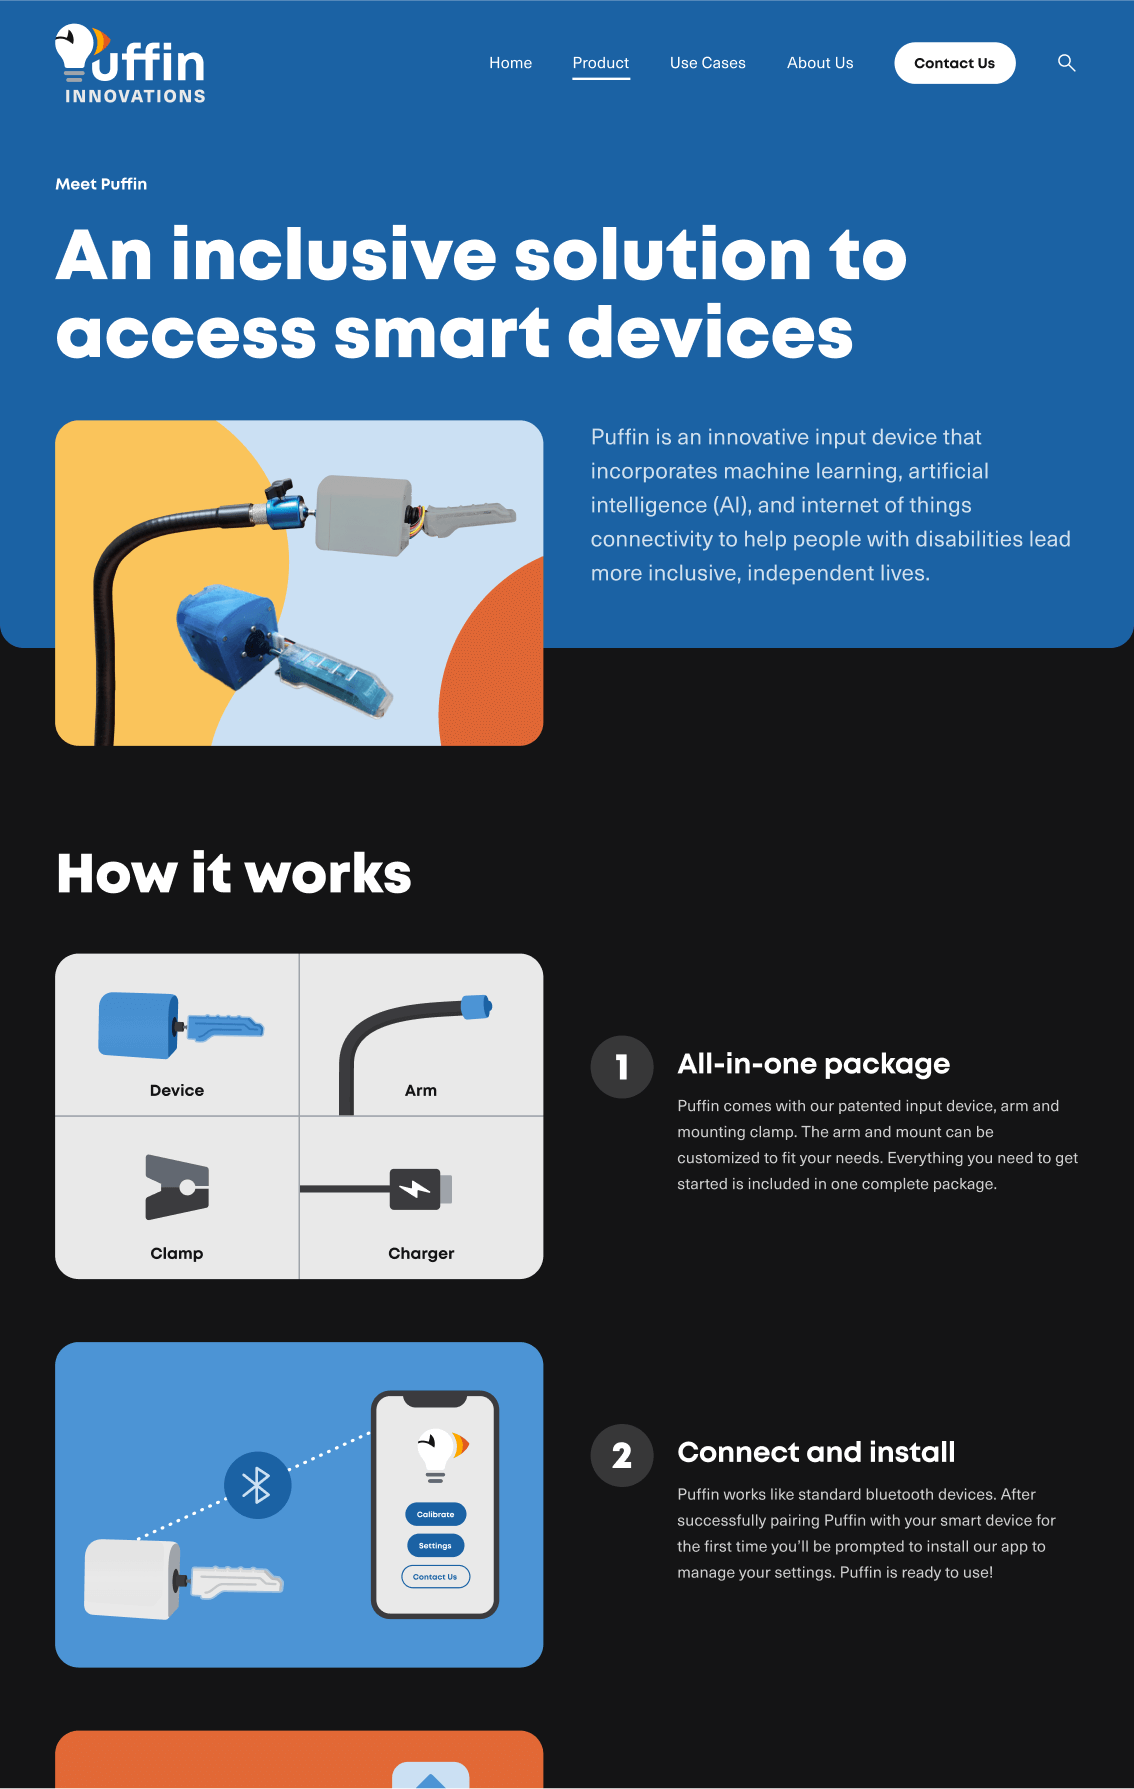 Puffin
INNOVATIONS
Home
Product
Use Cases
About Us
Contact Us
Meet Puffin
An inclusive solution to
access smart devices
Puffin is an innovative input device that
incorporates machine learning, artificial
intelligence (AI), and internet of things
connectivity to help people with disabilities lead
more inclusive, independent lives.
How it works
Device
Arm
Clamp
Charger
1
All-in-one package
Puffin comes with our patented input device, arm and
mounting clamp. The arm and mount can be
customized to fit your needs. Everything you need to get
started is included in one complete package.
Calibrate
Settings
Contact Us
2
Connect and install
Puffin works like standard bluetooth devices. After
successfully pairing Puffin with your smart device for
the first time you'll be prompted to install our app to
manage your settings. Puffin is ready to use!